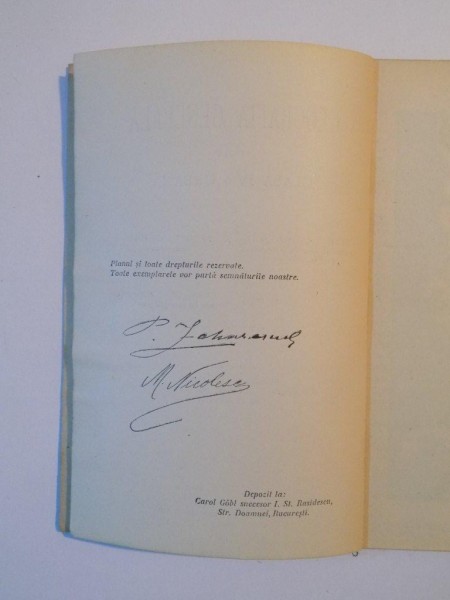 Planul și toate drepturile rezervate.
Toate exemplarele vor purta semnăturile noastre.
P.
M. Nicolescu
Depozit la:
Carol Göbl succesor I. St. Rasidescu,
Str. Doamnei, București.